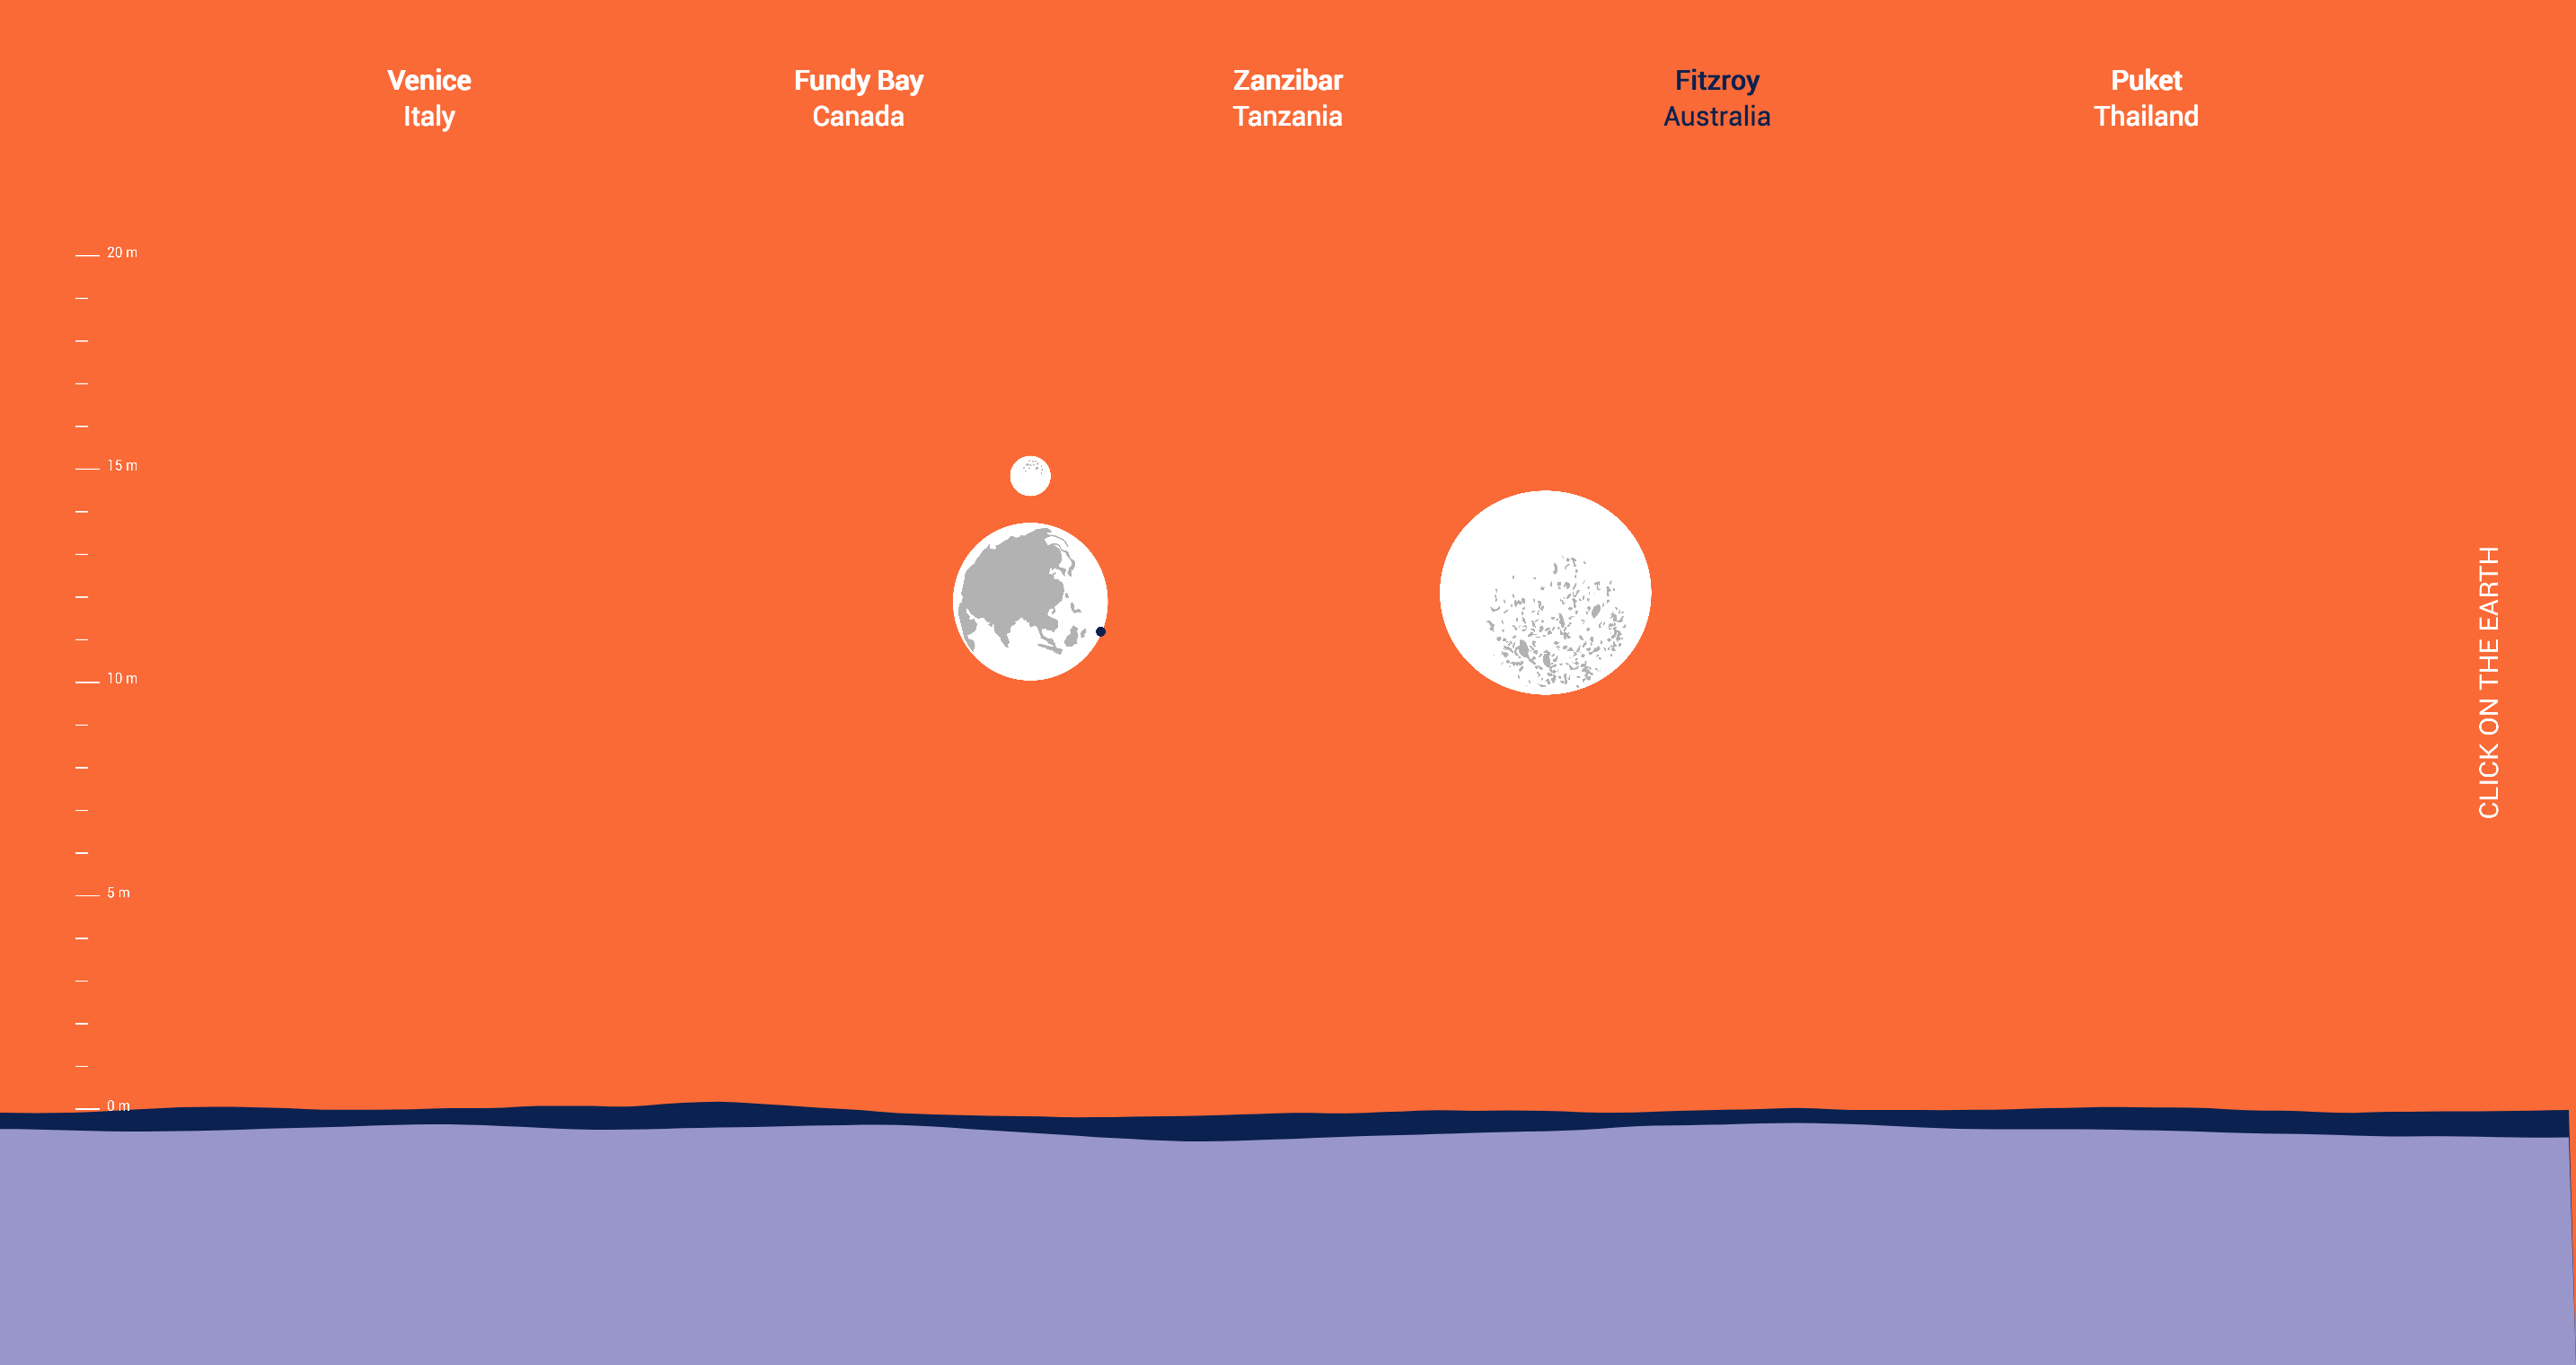 Venice
Italy
Fundy Bay
Canada
Zanzibar
Tanzania
Fitzroy
Australia
Puket
Thailand
20 m
15 m
10 m
5 m
0 m
CLICK ON THE EARTH